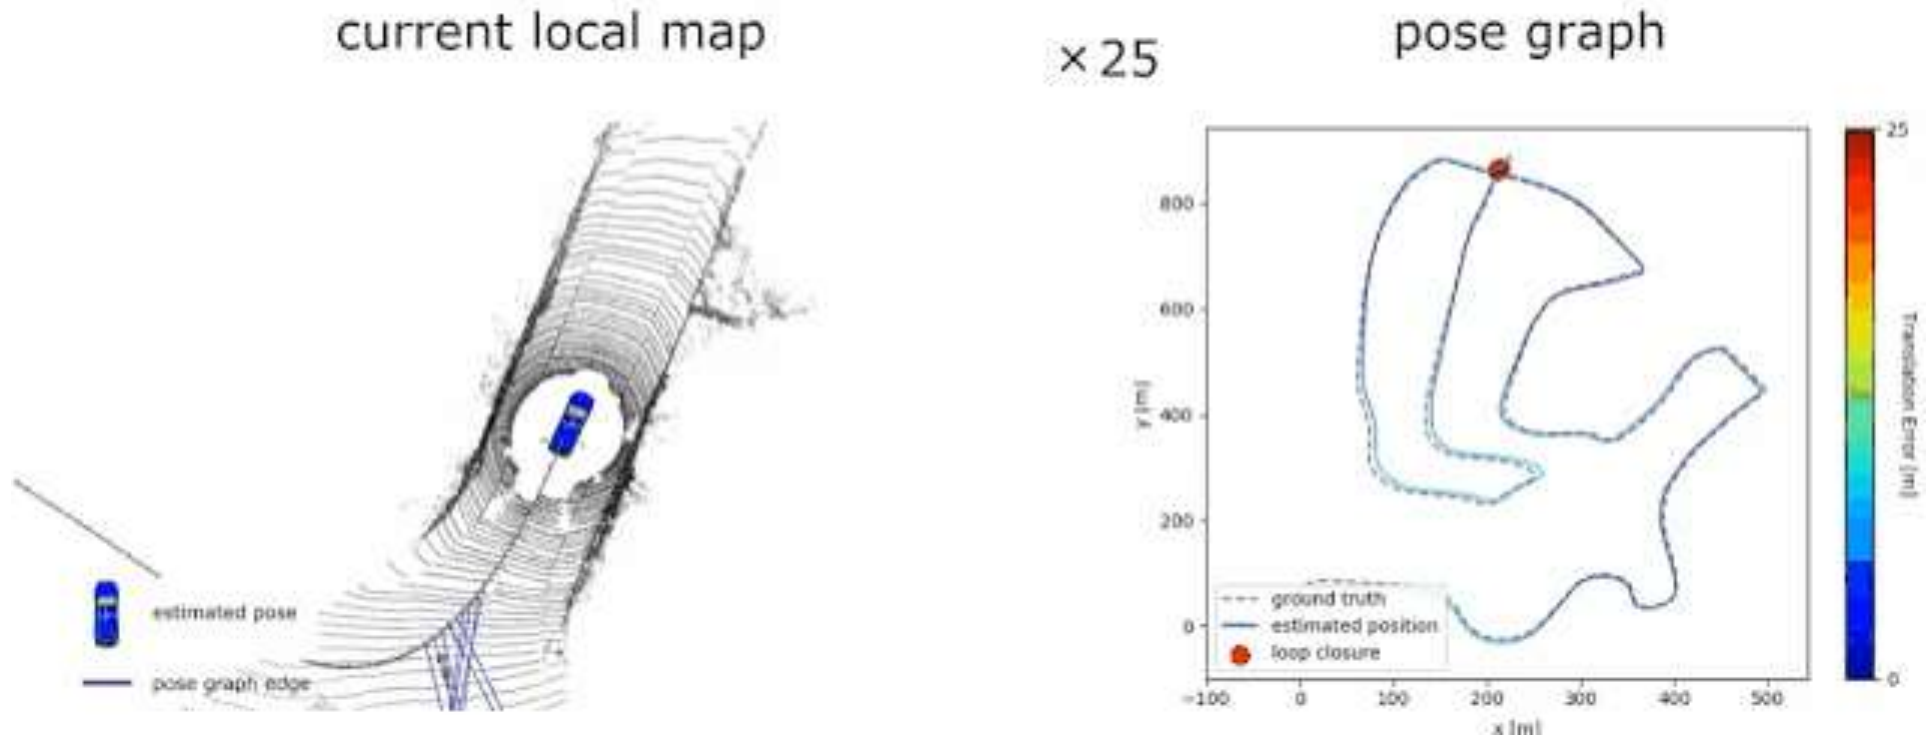 current local map
×25
pose graph
estimated pose
pose graph edge
25
Translation Error [m]
0
800
600
400
200
0
y [m]
ground truth
estimated position
loop closure
−100
0
100
200
300
400
500
x [m]